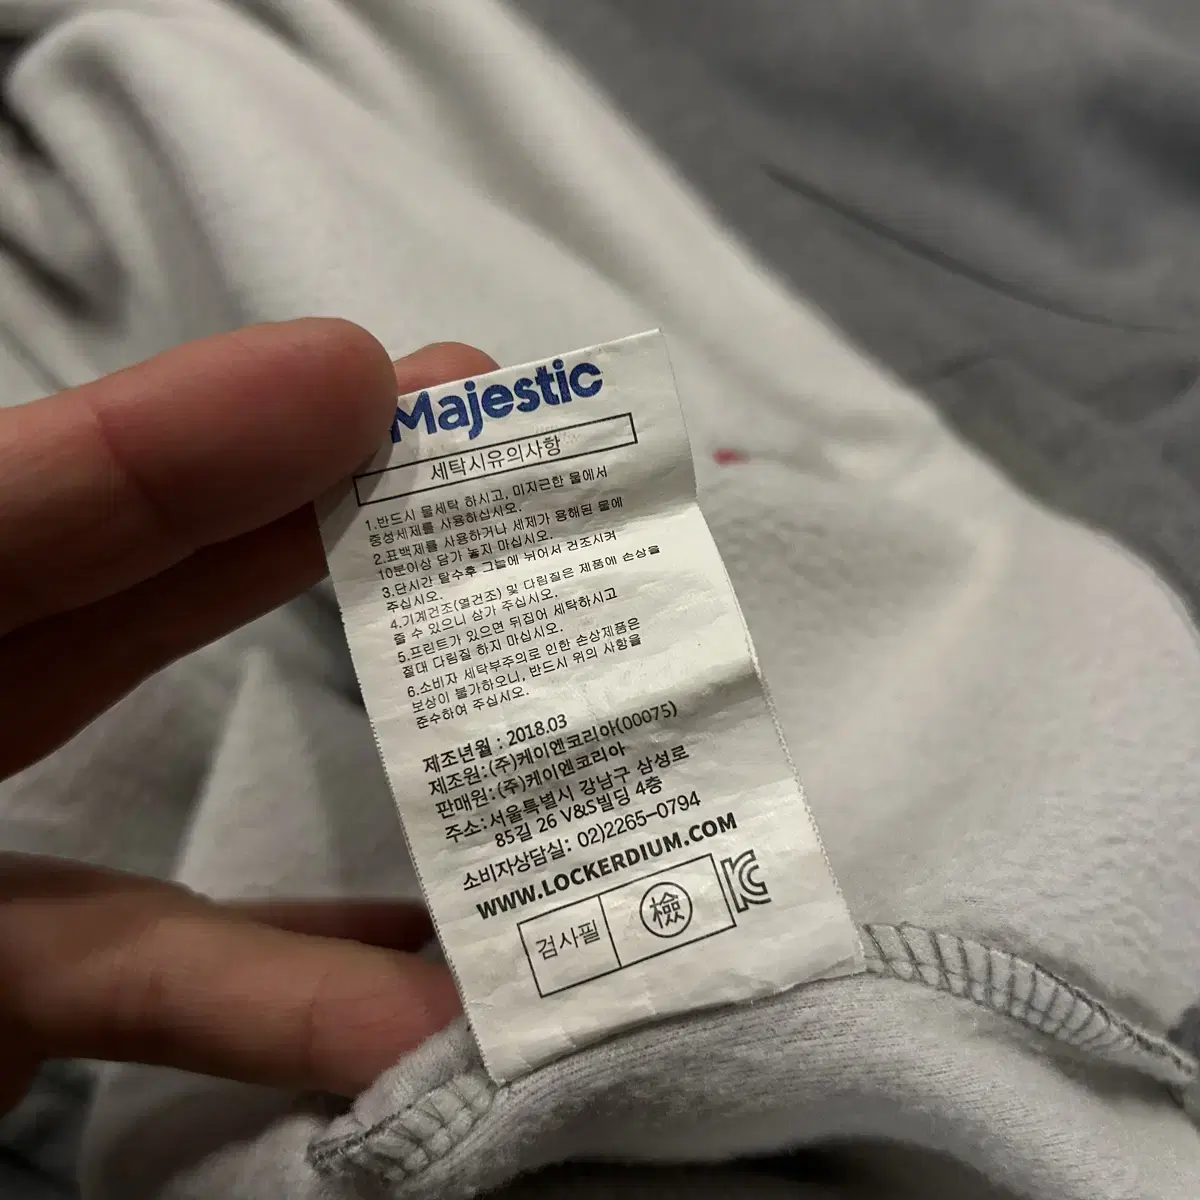 Majestic
세탁시유의사항
1.반드시 물세탁 하시고, 미지근한 물에서
중성세제를 사용하십시오.
2.표백제를 사용하거나 세제가 용해된 물에
10분이상 담가 놓지 마십시오.
3.단시간 탈수후 그늘에 뉘어서 건조시켜
주십시오.
4.기계건조(열건조) 및 다림질은 제품에 손상을
줄 수 있으니 삼가 주십시오.
5.프린트가 있으면 뒤집어 세탁하시고
절대 다림질 하지 마십시오.
6.소비자 세탁부주의로 인한 손상제품은
보상이 불가하오니, 반드시 위의 사항을
준수하여 주십시오.
제조년월 : 2018.03
제조원:(주)케이엔코리아(00075)
판매원:(주)케이엔코리아
주소:서울특별시 강남구 삼성로
85길 26 V&S빌딩 4층
소비자상담실: 02)2265-0794
WWW.LOCKERDIUM.COM
검사필 檢 KC